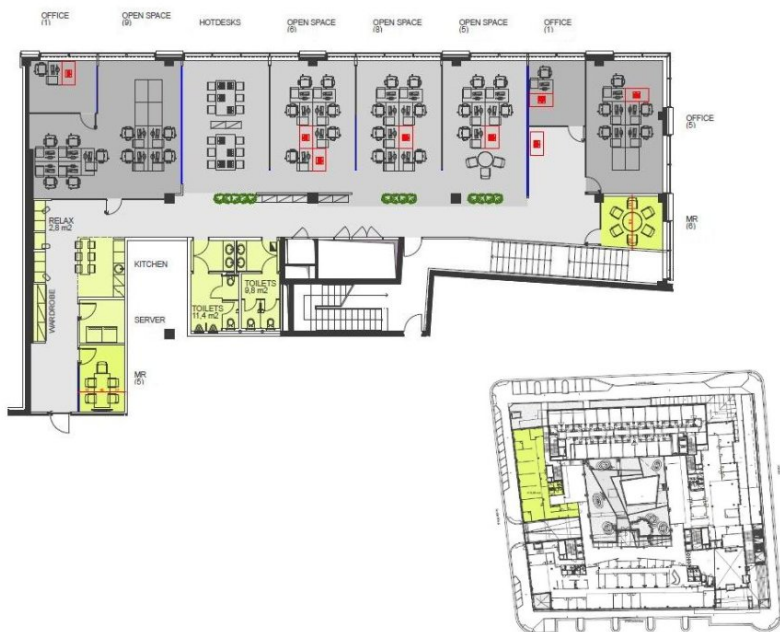 OFFICE
(1)
OPEN SPACE
(9)
HOTDESKS
OPEN SPACE
(6)
OPEN SPACE
(8)
OPEN SPACE
(5)
OFFICE
(1)
OFFICE
(5)
MR
(6)
RELAX
2,8 m2
KITCHEN
WARDROBE
SERVER
TOILETS
11,4 m2
TOILETS
9,8 m2
MR
(5)